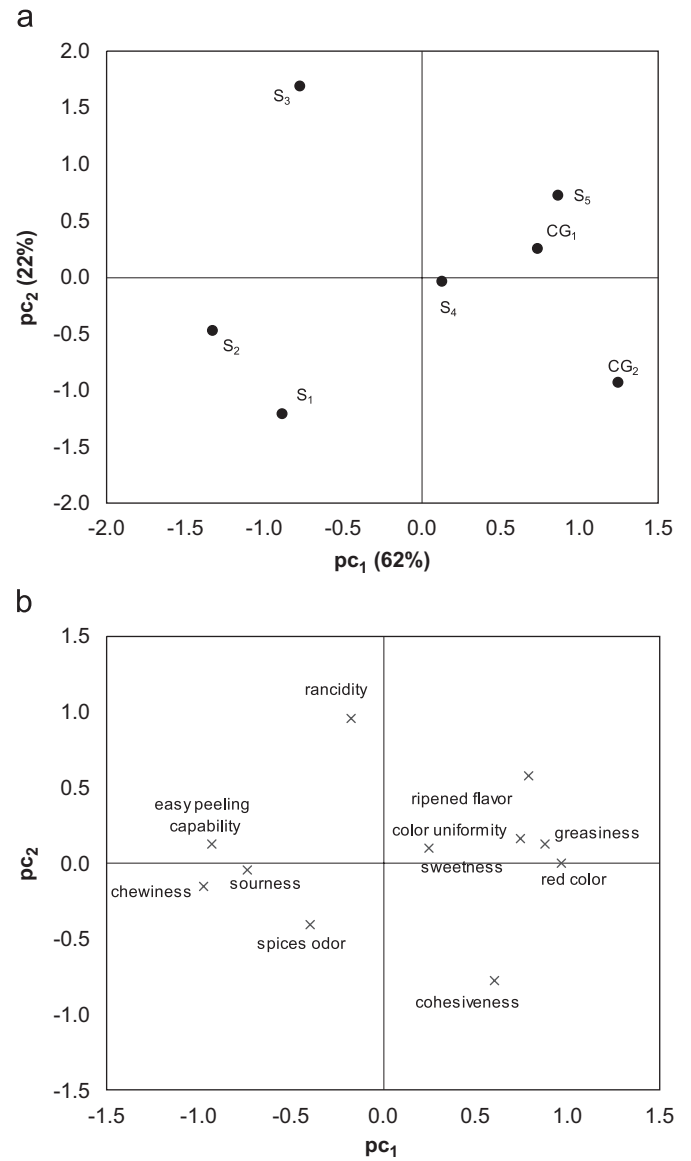 a
2.0
S3
1.5
1.0
S5
0.5
CG1
pc2 (22%)
0.0
S4
-0.5
S2
CG2
-1.0
S1
-1.5
-2.0
-2.0 -1.5 -1.0 -0.5 0.0 0.5 1.0 1.5
pc1 (62%)
b
1.5
rancidity
1.0
0.5
ripened flavor
easy peeling
capability
color uniformity greasiness
pc2
0.0
sweetness
red color
chewiness sourness
-0.5
spices odor
cohesiveness
-1.0
-1.5
-1.5 -1.0 -0.5 0.0 0.5 1.0 1.5
pc1